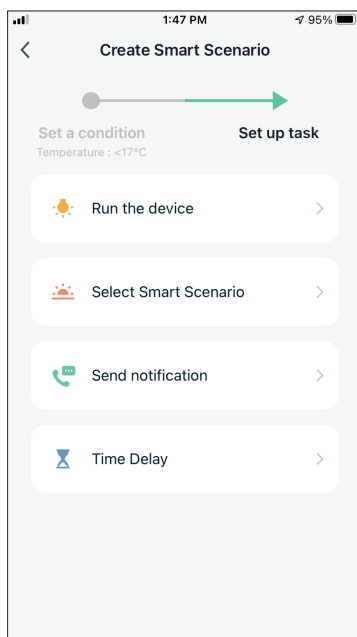 1:47 PM 95%
Create Smart Scenario
Set a condition Set up task
Temperature : <17°C
Run the device
Select Smart Scenario
Send notification
Time Delay